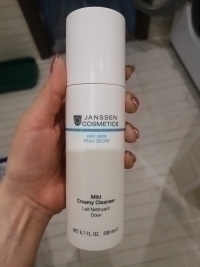 JANSSEN
COSMETICS
DRY SKIN
PEAU SÈCHE
Mild
Creamy Cleanser
Lait Nettoyant
Doux
NET 6.7 FL. OZ. 200 ml ℮